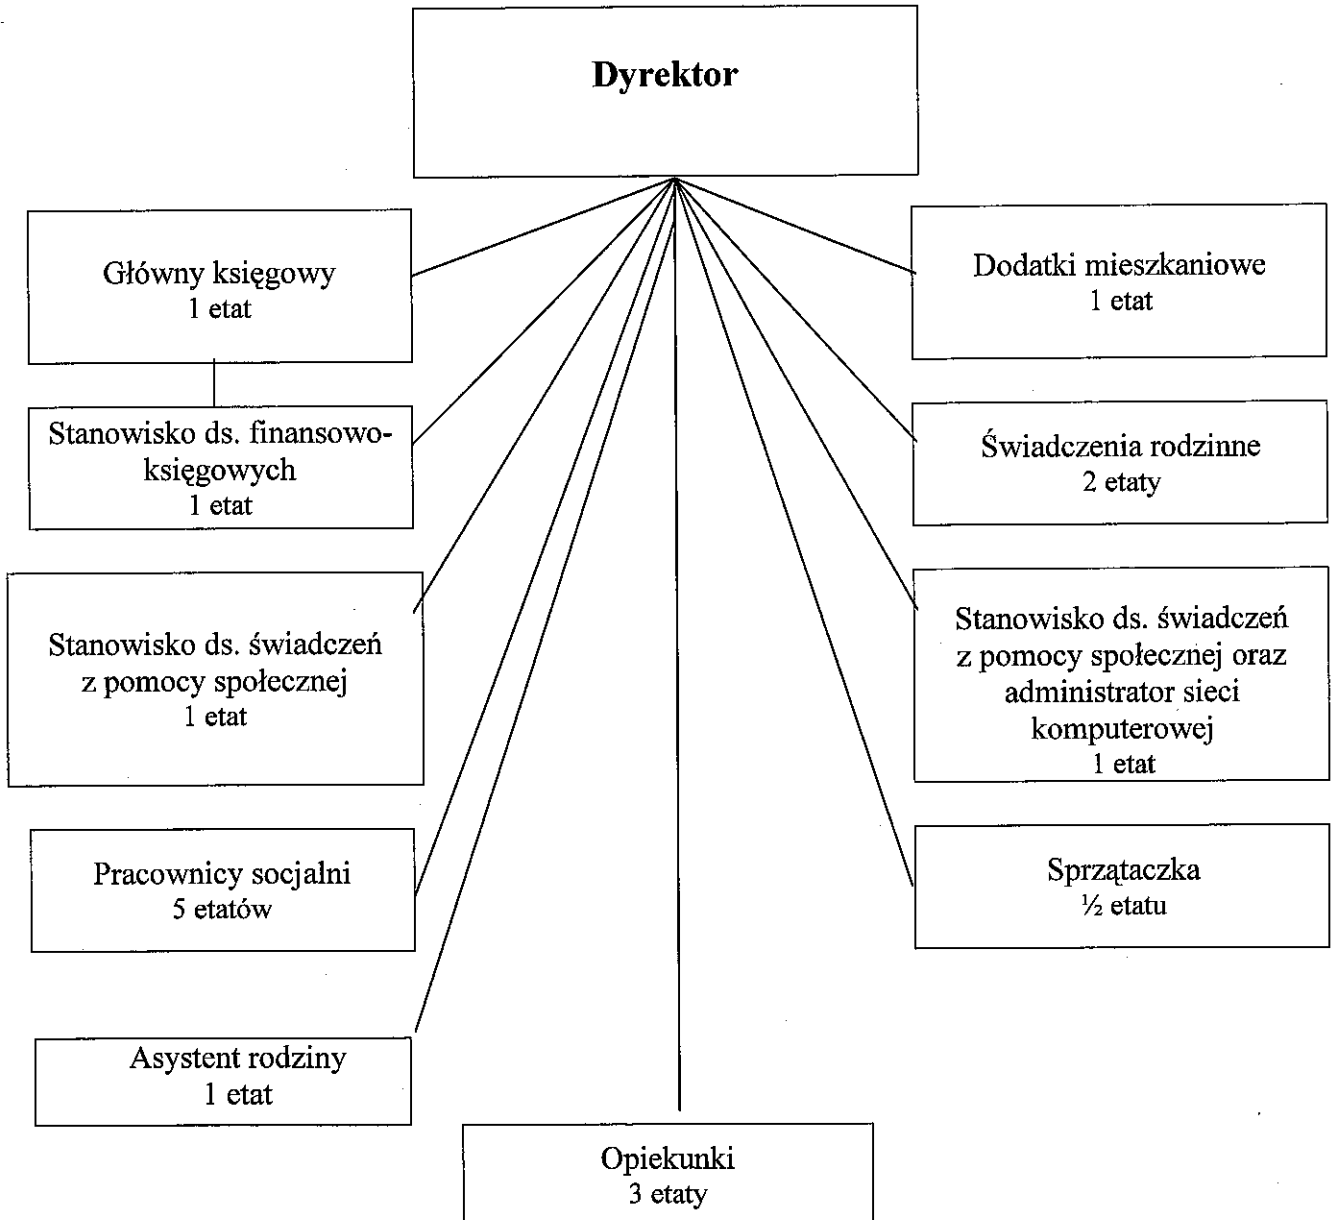 Dyrektor
Główny księgowy
1 etat
Dodatki mieszkaniowe
1 etat
Stanowisko ds. finansowo-
księgowych
1 etat
Świadczenia rodzinne
2 etaty
Stanowisko ds. świadczeń
z pomocy społecznej
1 etat
Stanowisko ds. świadczeń
z pomocy społecznej oraz
administrator sieci
komputerowej
1 etat
Pracownicy socjalni
5 etatów
Sprzątaczka
½ etatu
Asystent rodziny
1 etat
Opiekunki
3 etaty